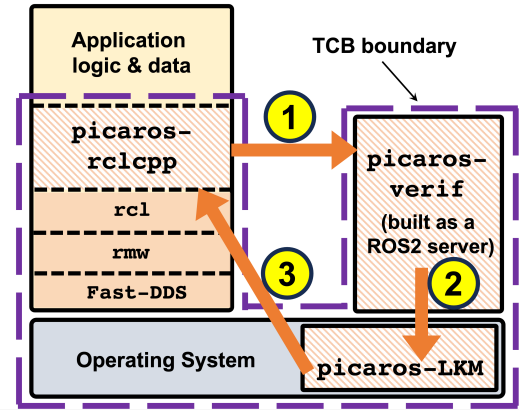 Application
logic & data
TCB boundary
1
picaros-
rclcpp
picaros-
verif
(built as a
ROS2 server)
rcl
rmw
Fast-DDS
3
2
Operating System
picaros-LKM